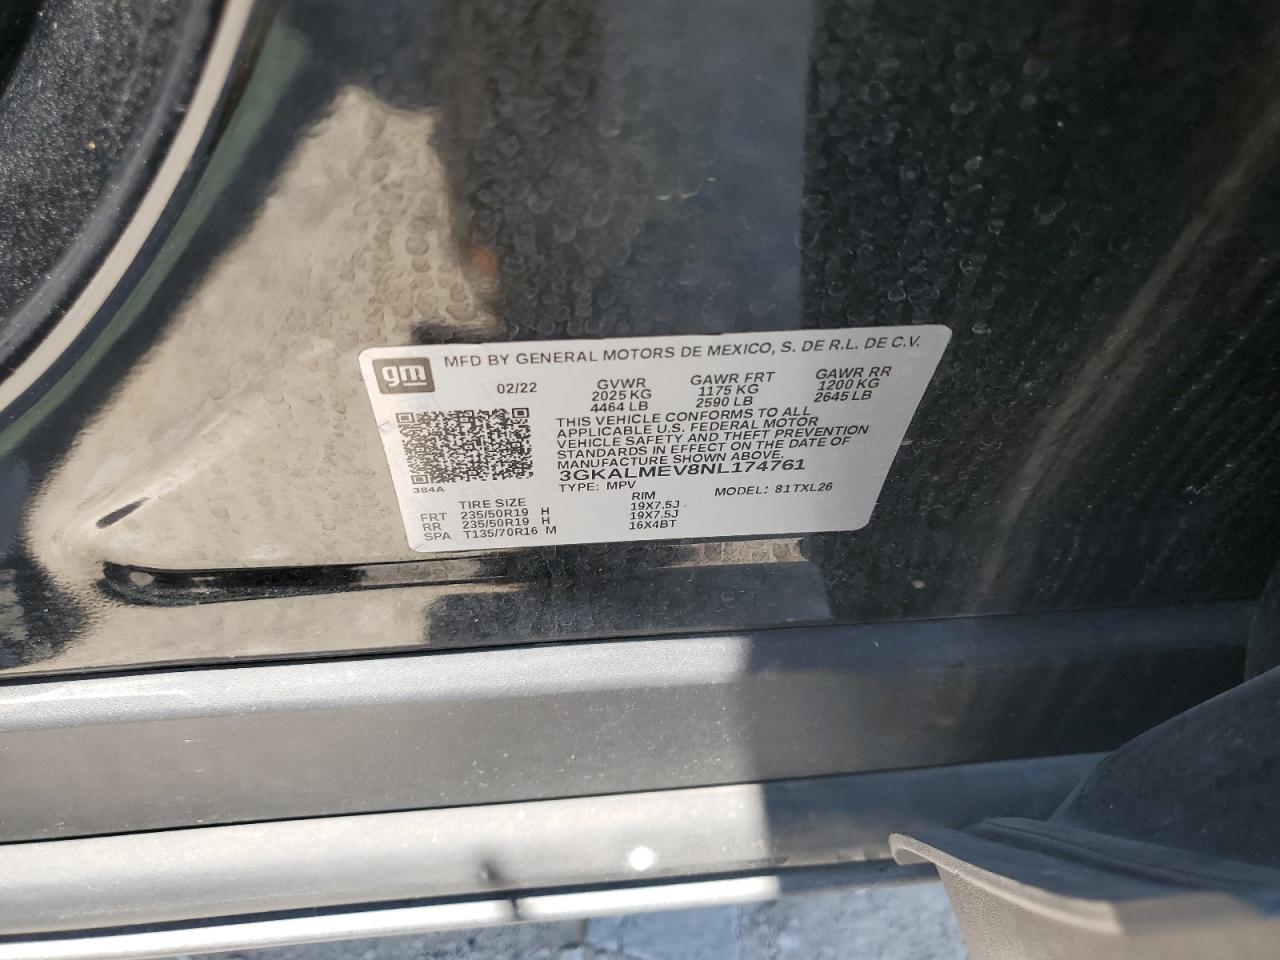 gm MFD BY GENERAL MOTORS DE MEXICO, S. DE R.L. DE C.V.
02/22 GVWR GAWR FRT GAWR RR
2025 KG 1175 KG 1200 KG
4464 LB 2590 LB 2645 LB
THIS VEHICLE CONFORMS TO ALL
APPLICABLE U.S. FEDERAL MOTOR
VEHICLE SAFETY AND THEFT PREVENTION
STANDARDS IN EFFECT ON THE DATE OF
MANUFACTURE SHOWN ABOVE.
3GKALMEV8NL174761
384A TYPE: MPV MODEL: 81TXL26
TIRE SIZE RIM
FRT 235/50R19 H 19X7.5J
RR 235/50R19 H 19X7.5J
SPA T135/70R16 M 16X4BT